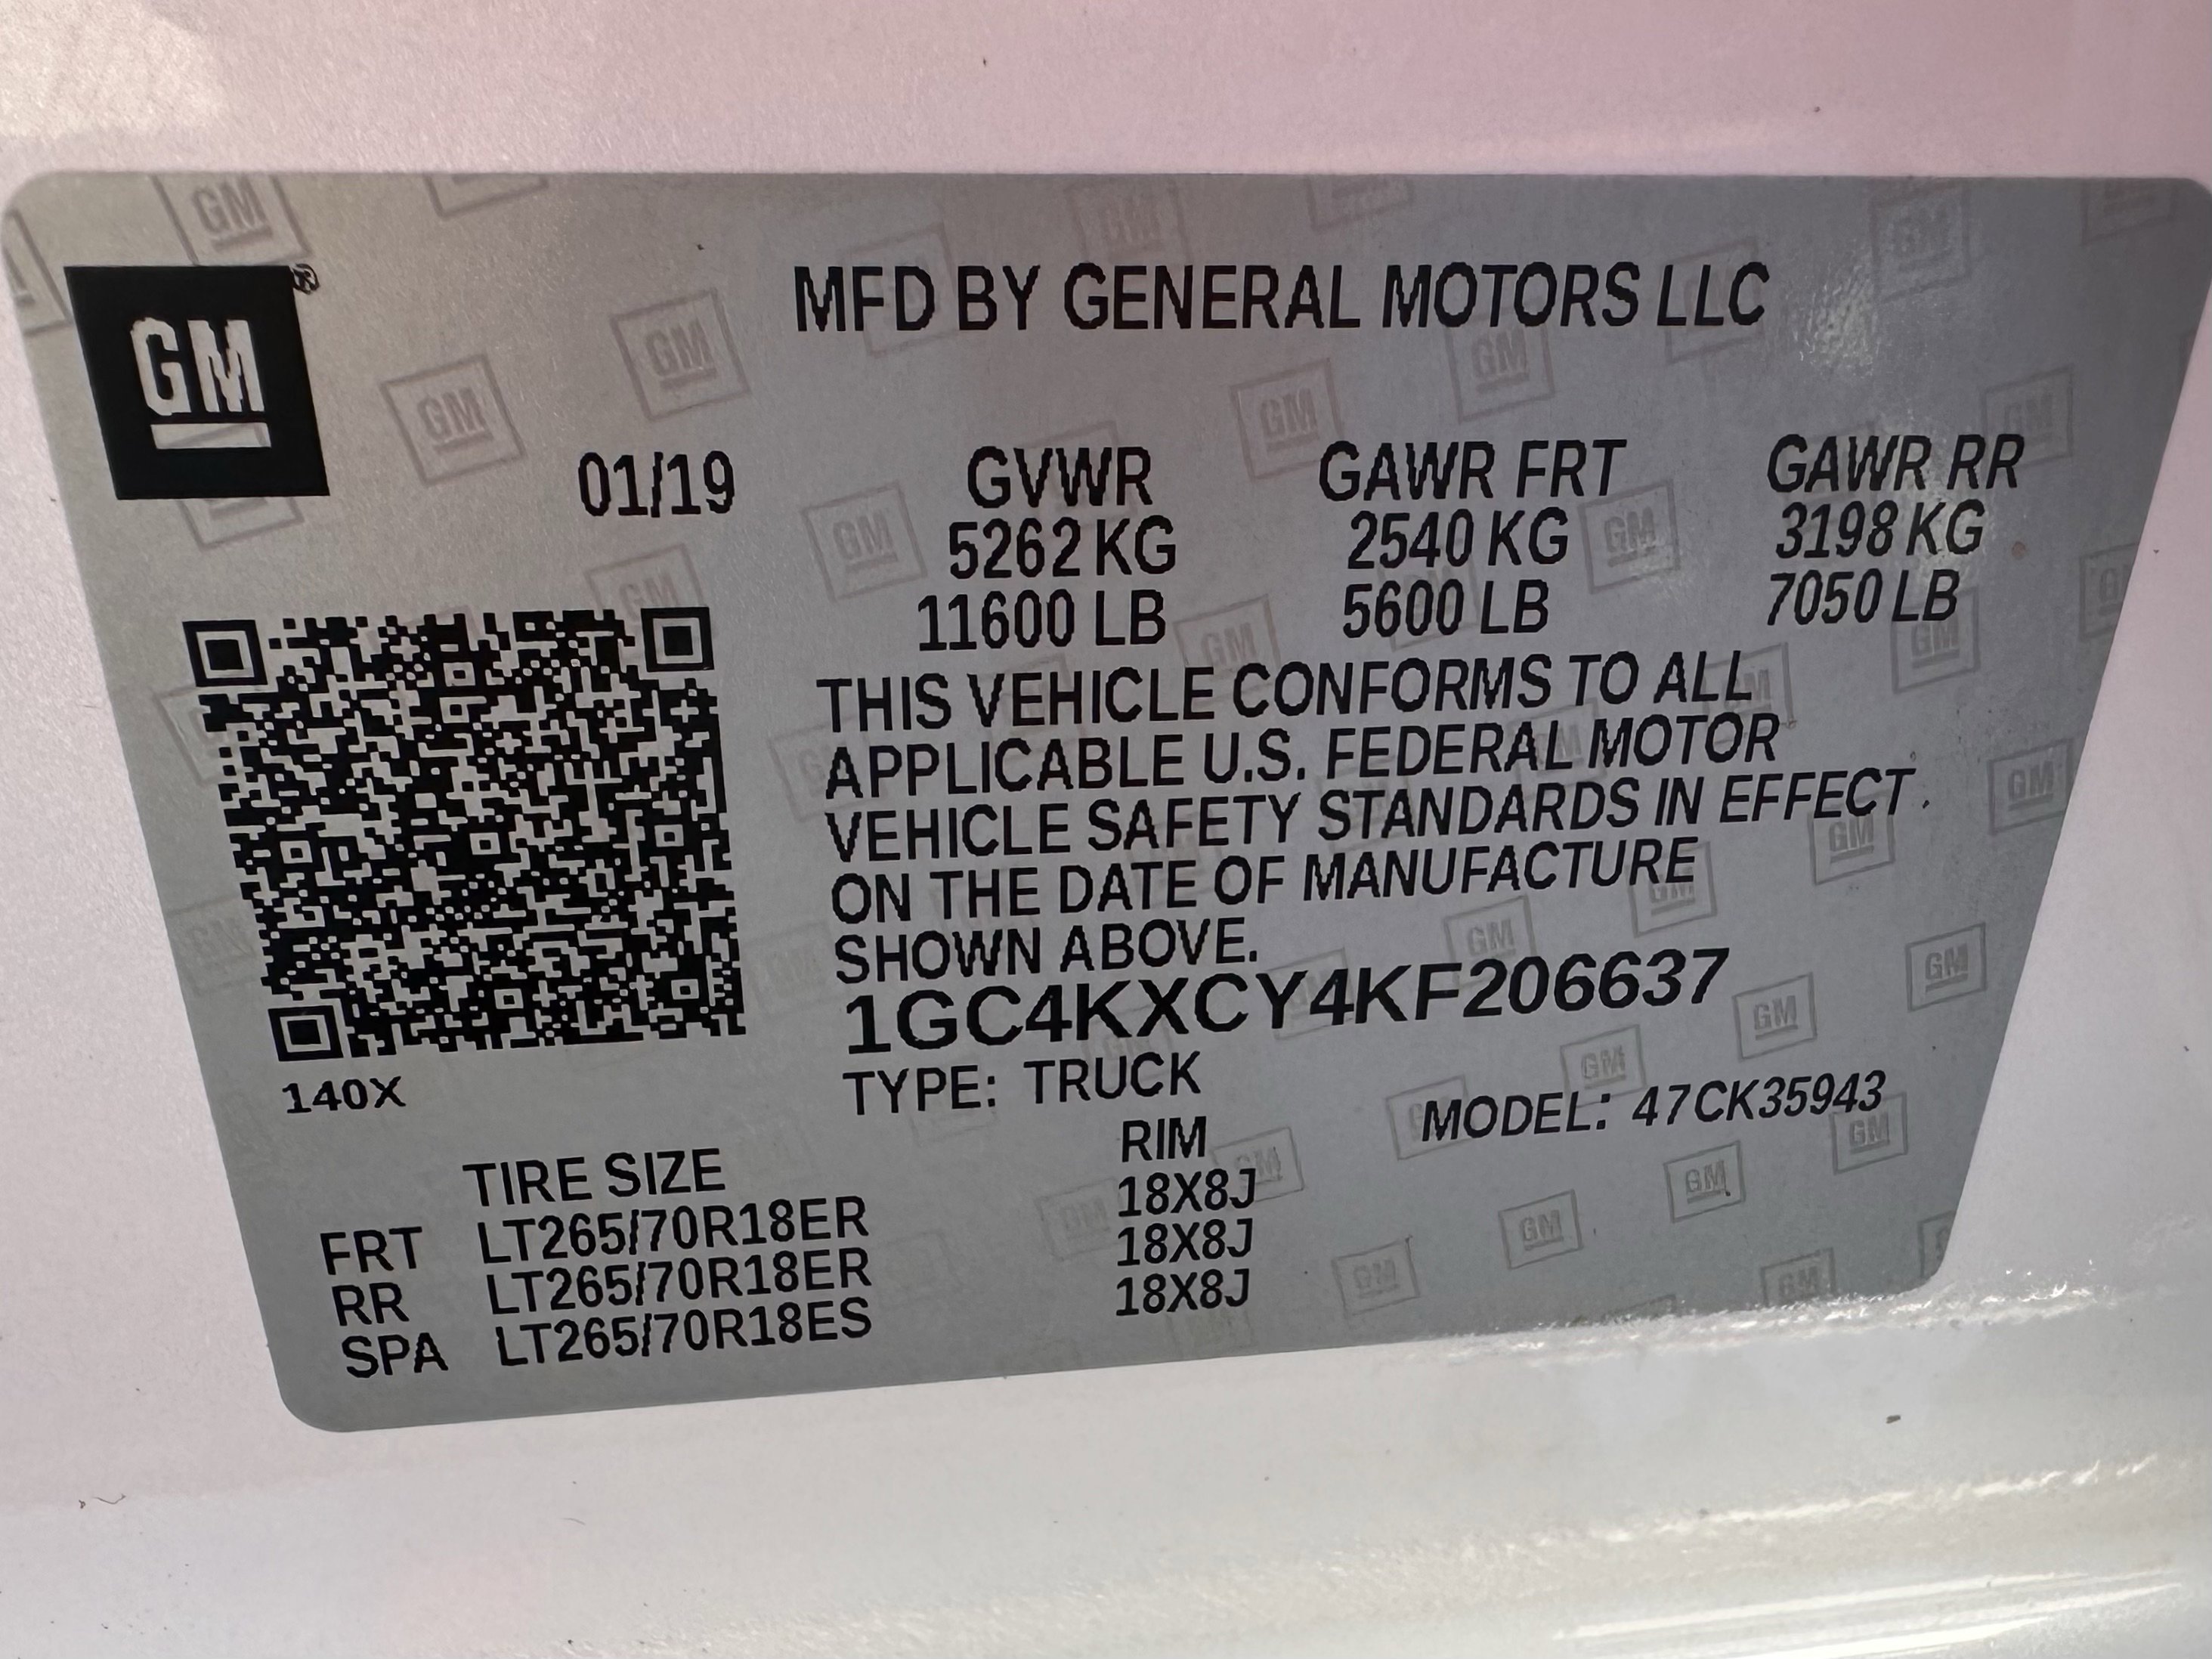 GM®
MFD BY GENERAL MOTORS LLC
01/19 GVWR GAWR FRT GAWR RR
5262 KG 2540 KG 3198 KG
11600 LB 5600 LB 7050 LB
THIS VEHICLE CONFORMS TO ALL
APPLICABLE U.S. FEDERAL MOTOR
VEHICLE SAFETY STANDARDS IN EFFECT
ON THE DATE OF MANUFACTURE
SHOWN ABOVE.
1GC4KXCY4KF206637
140X
TYPE: TRUCK MODEL: 47CK35943
TIRE SIZE RIM
FRT LT265/70R18ER 18X8J
RR LT265/70R18ER 18X8J
SPA LT265/70R18ES 18X8J